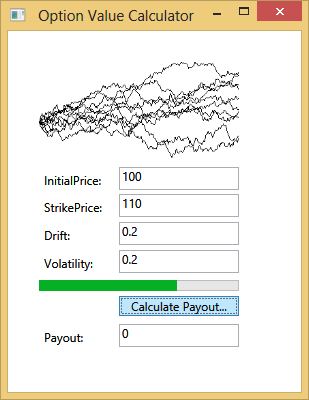 Option Value Calculator
InitialPrice: 100
StrikePrice: 110
Drift: 0.2
Volatility: 0.2
Calculate Payout...
Payout: 0